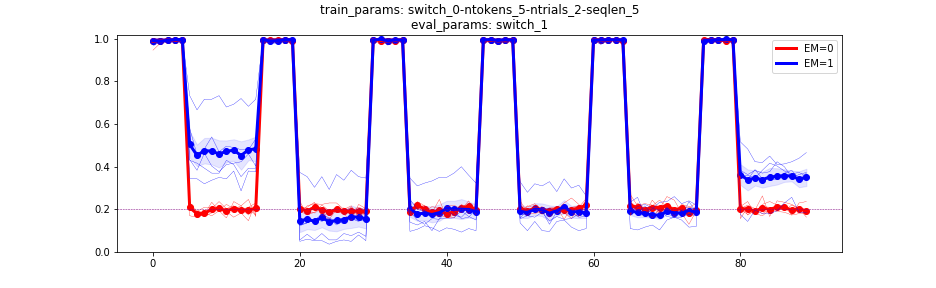 train_params: switch_0-ntokens_5-ntrials_2-seqlen_5
eval_params: switch_1
1.0
0.8
0.6
0.4
0.2
0.0
EM=0
EM=1
0
20
40
60
80